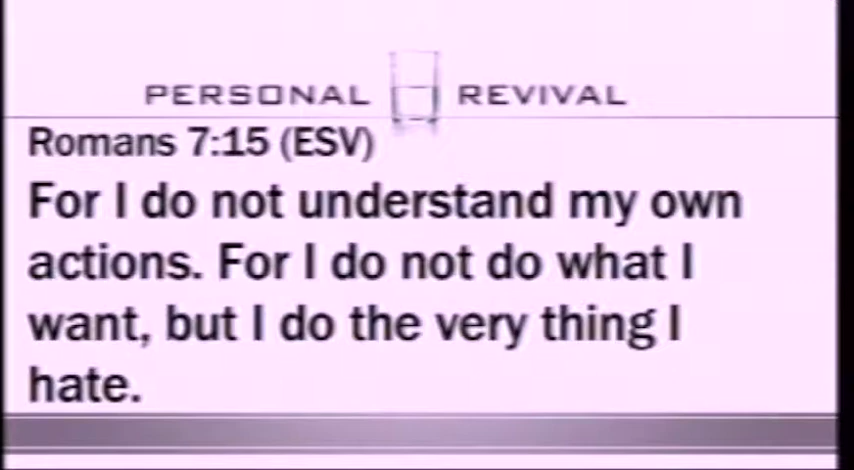 PERSONAL REVIVAL
Romans 7:15 (ESV)
For I do not understand my own
actions. For I do not do what I
want, but I do the very thing I
hate.